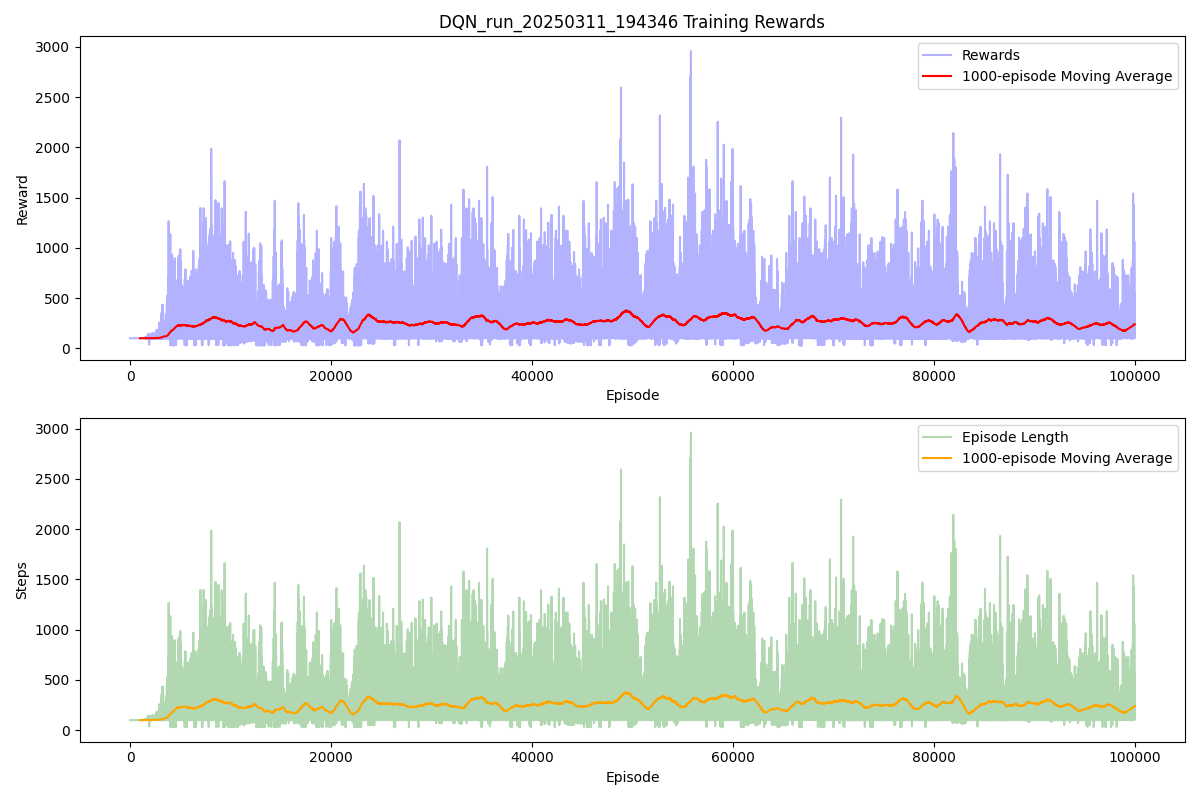 DQN_run_20250311_194346 Training Rewards
3000
2500
2000
1500
1000
500
0
Reward
Rewards
1000-episode Moving Average
0
20000
40000
60000
80000
100000
Episode
3000
2500
2000
1500
1000
500
0
Steps
Episode Length
1000-episode Moving Average
0
20000
40000
60000
80000
100000
Episode